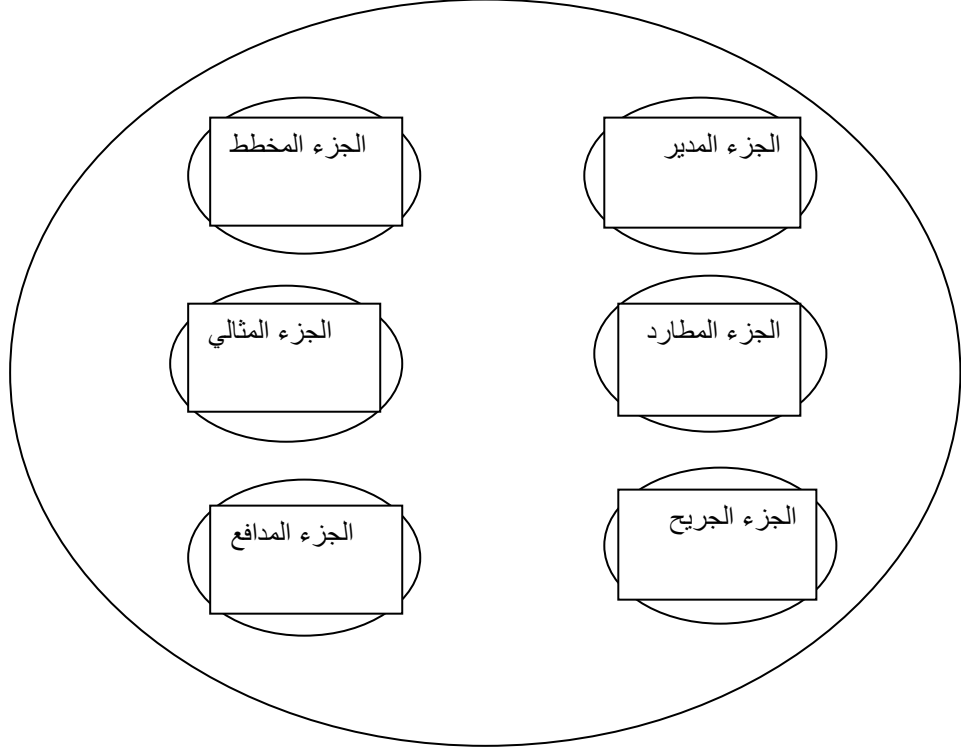 الجزء المدير
الجزء المخطط
الجزء المطارد
الجزء المثالي
الجزء الجريح
الجزء المدافع